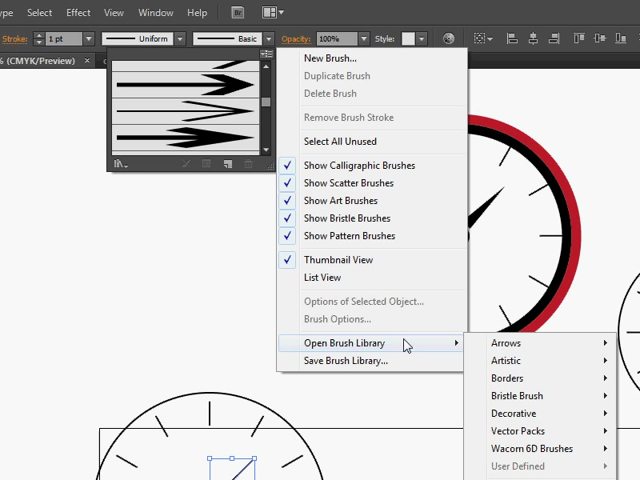 ype Select Effect View Window Help Br
Stroke: 1 pt Uniform Basic Opacity: 100% Style:
% (CMYK/Preview) ×
New Brush...
Duplicate Brush
Delete Brush
Remove Brush Stroke
Select All Unused
Show Calligraphic Brushes
Show Scatter Brushes
Show Art Brushes
Show Bristle Brushes
Show Pattern Brushes
Thumbnail View
List View
Options of Selected Object...
Brush Options...
Open Brush Library
Save Brush Library...
Arrows
Artistic
Borders
Bristle Brush
Decorative
Vector Packs
Wacom 6D Brushes
User Defined